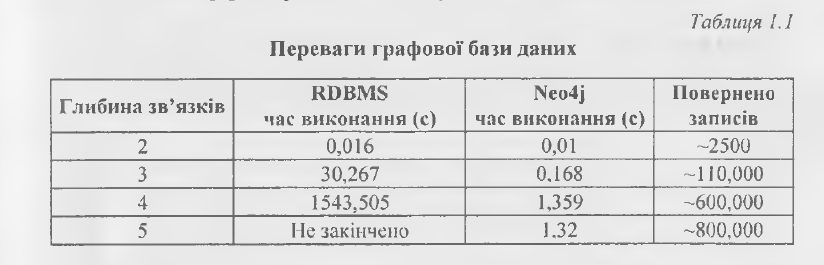 Таблиця 1.1
Переваги графової бази даних
Глибина зв’язків RDBMS час виконання (с) Neo4j час виконання (с) Повернено записів
2 0,016 0,01 ~2500
3 30,267 0,168 ~110,000
4 1543,505 1,359 ~600,000
5 Не закінчено 1.32 ~800,000